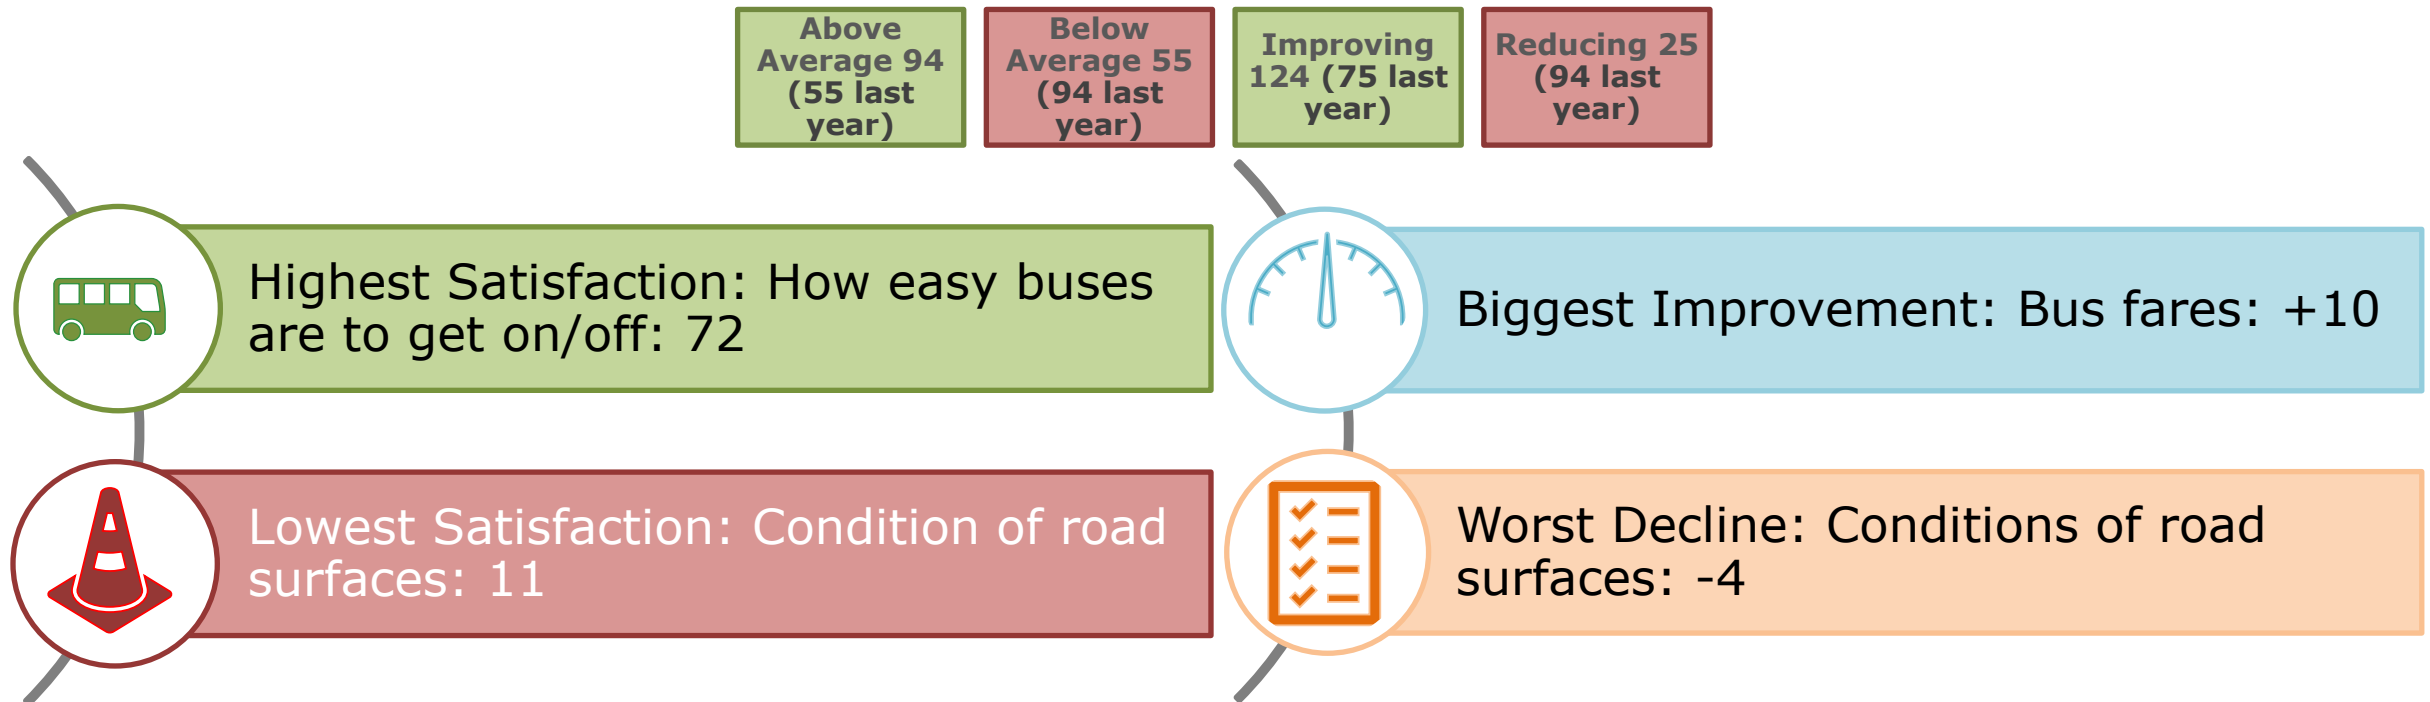 Above
Average 94
(55 last
year)
Below
Average 55
(94 last
year)
Improving
124 (75 last
year)
Reducing 25
(94 last
year)
Highest Satisfaction: How easy buses
are to get on/off: 72
Biggest Improvement: Bus fares: +10
Lowest Satisfaction: Condition of road
surfaces: 11
Worst Decline: Conditions of road
surfaces: -4